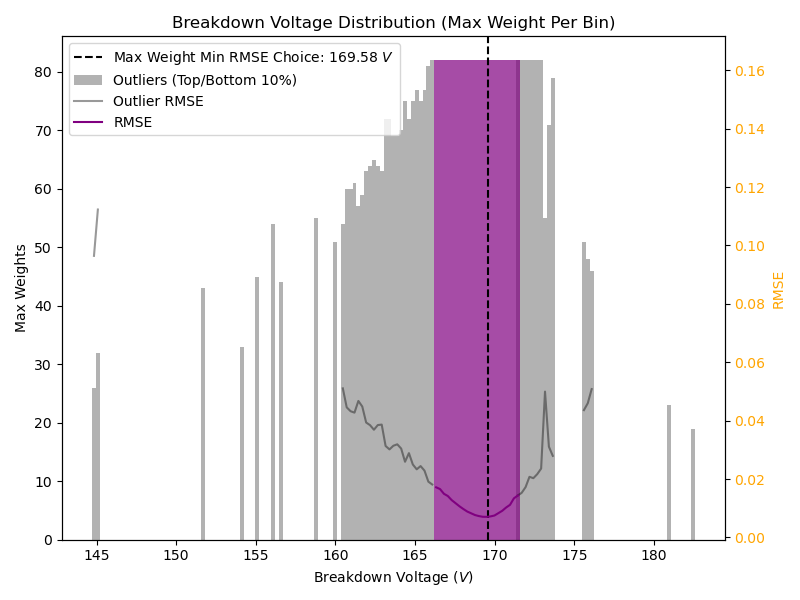 Breakdown Voltage Distribution (Max Weight Per Bin)
Max Weight Min RMSE Choice: 169.58 V
Outliers (Top/Bottom 10%)
Outlier RMSE
RMSE
Max Weights
80
70
60
50
40
30
20
10
0
0.16
0.14
0.12
0.10
0.08
0.06
0.04
0.02
0.00
RMSE
145 150 155 160 165 170 175 180
Breakdown Voltage (V)